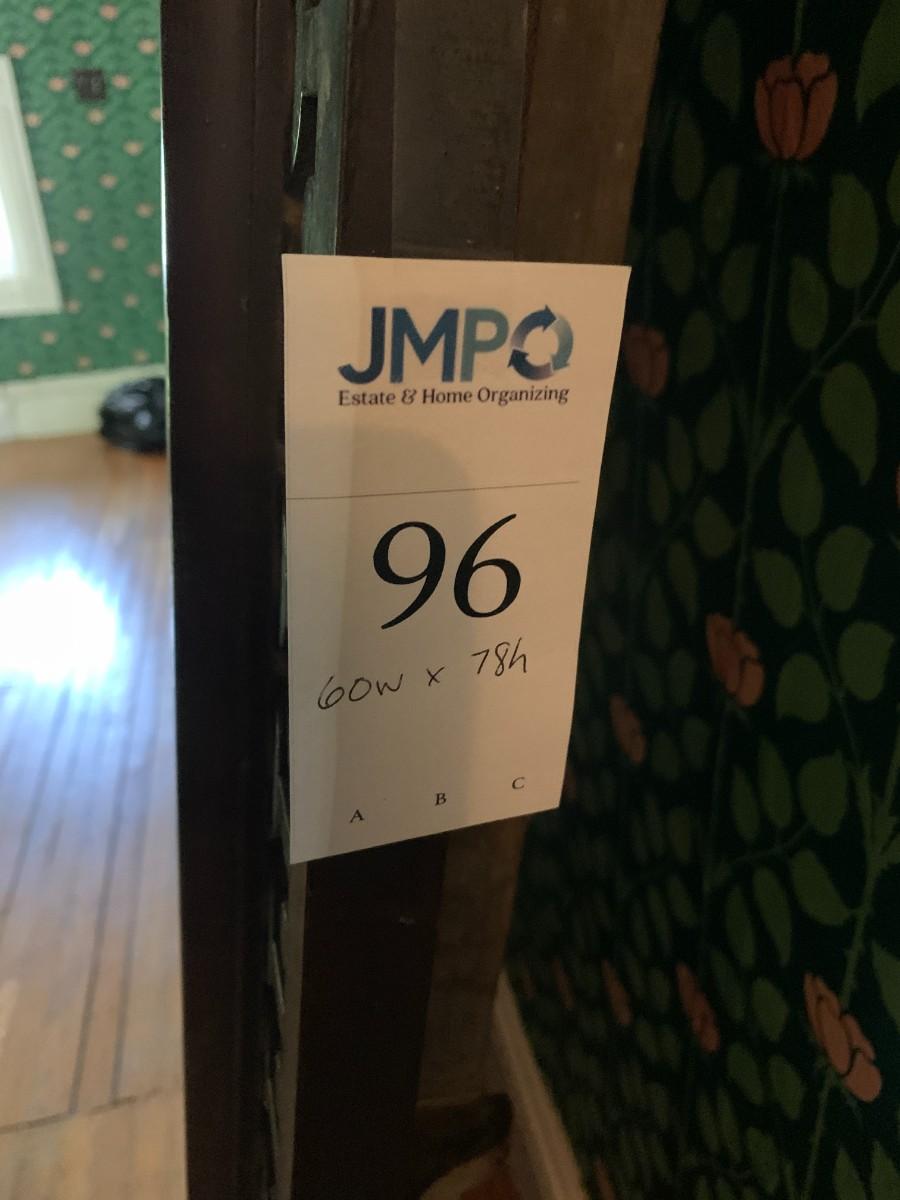 JMPO
Estate & Home Organizing
96
60w x 78h
A B C